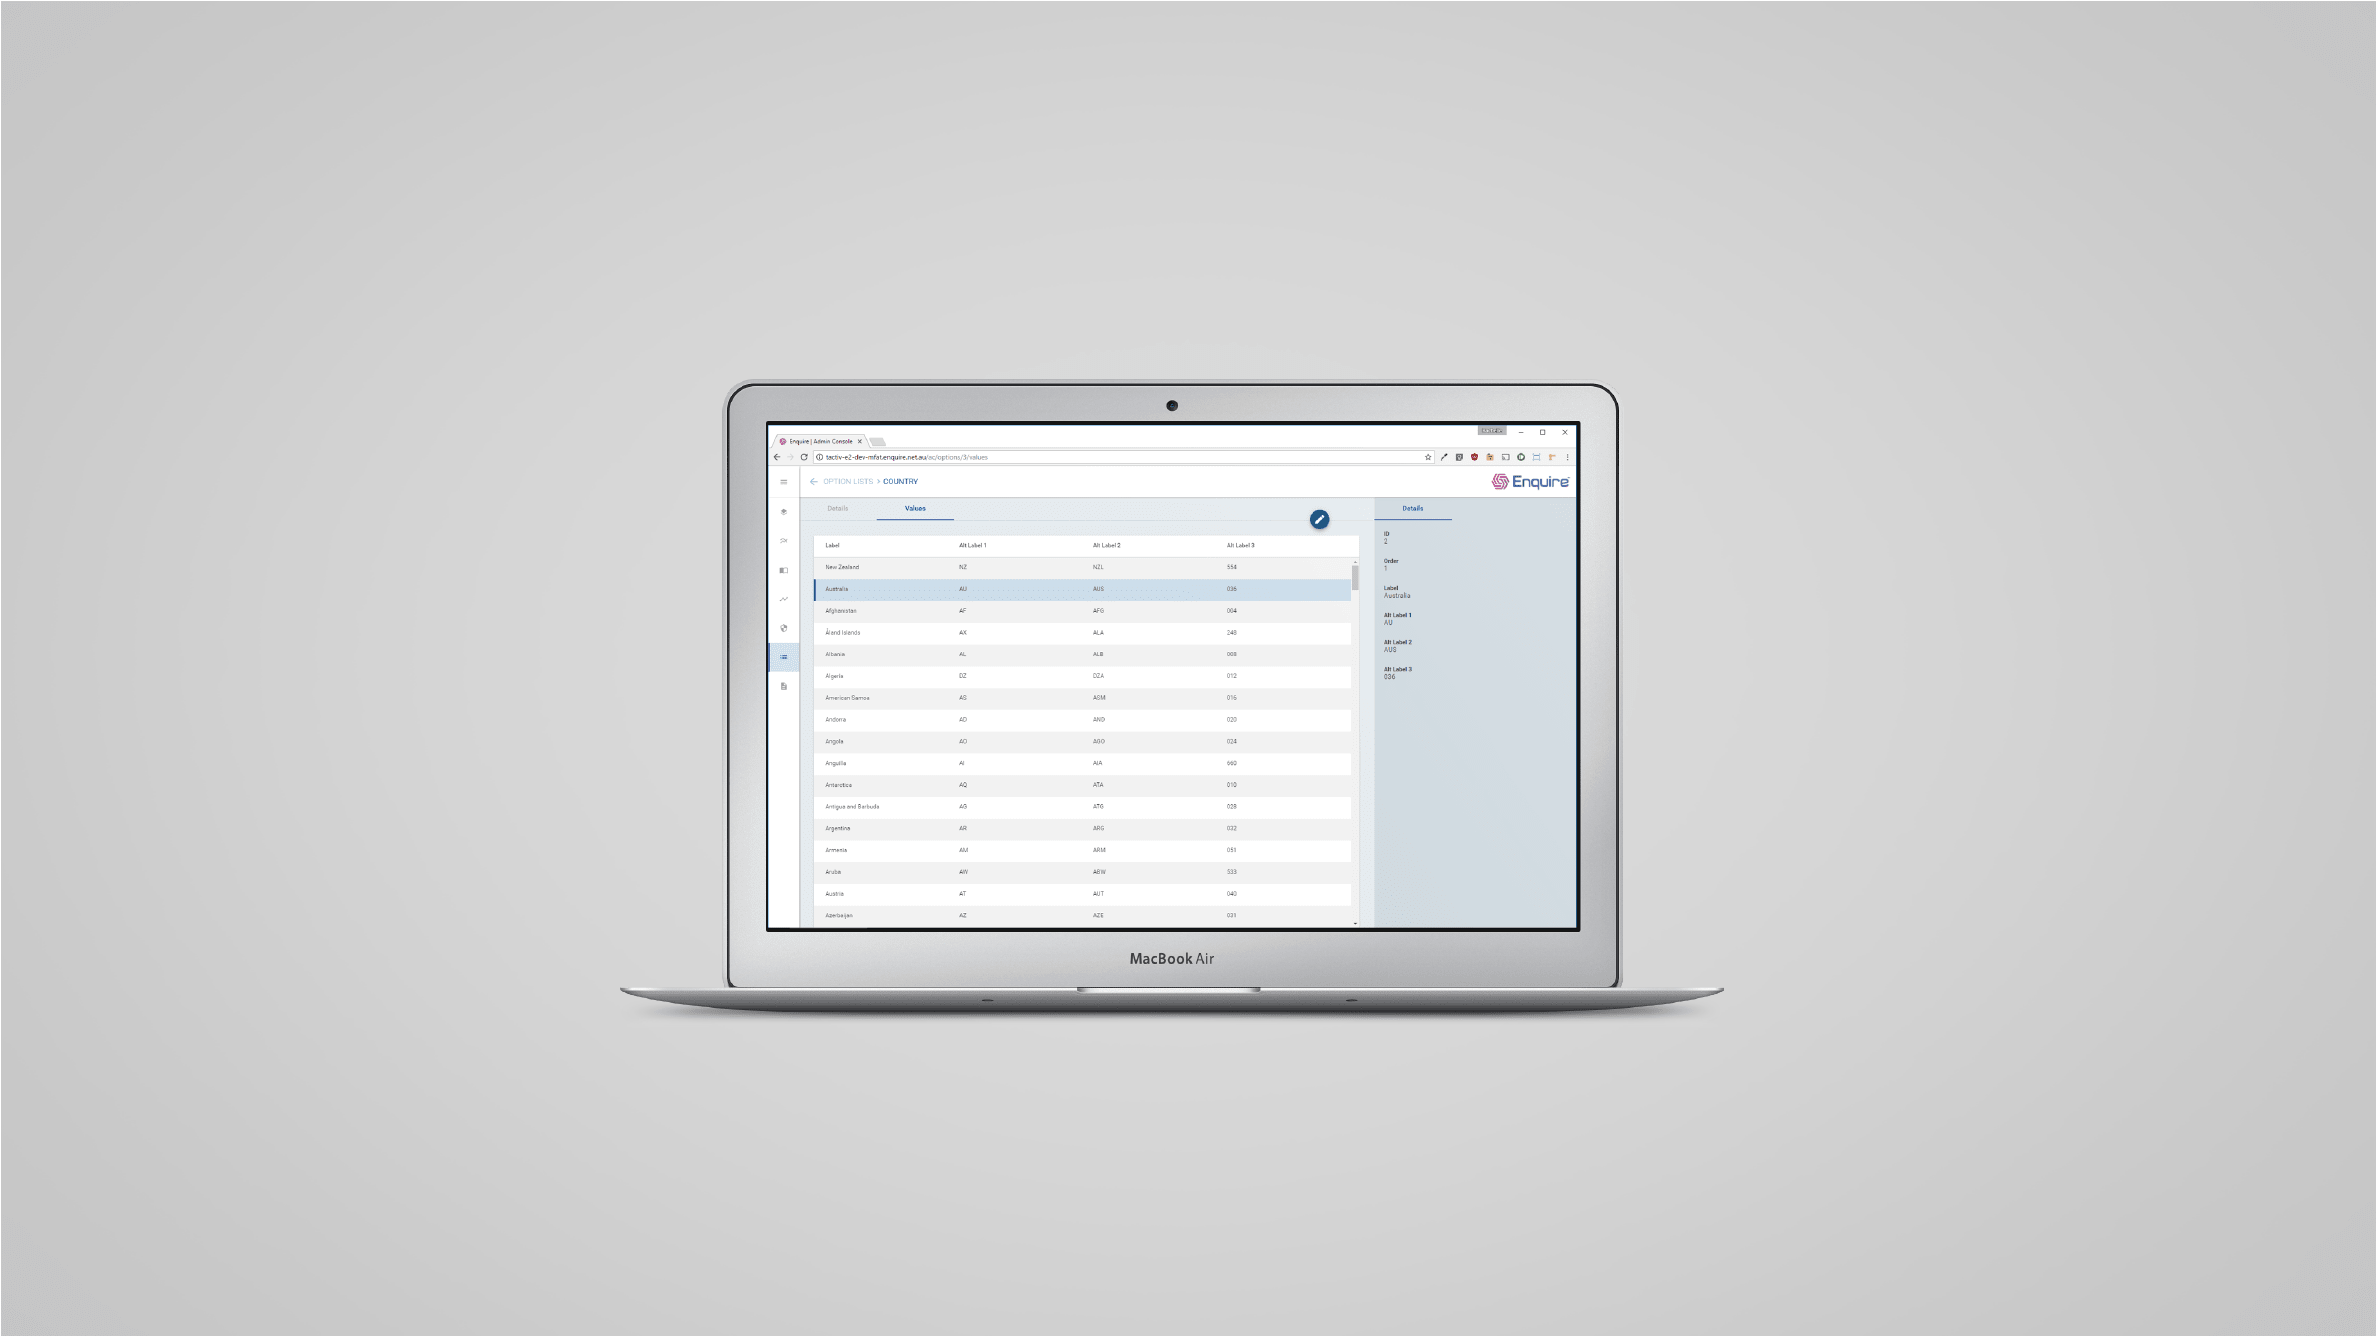 Enquire | Admin Console
tactiv-e2-dev-mfat.enquire.net.au/ac/options/3/values
OPTION LISTS > COUNTRY
Enquire
Details Values
Details
Label Alt Label 1 Alt Label 2 Alt Label 3
New Zealand NZ NZL 554
Australia AU AUS 036
Afghanistan AF AFG 004
Åland Islands AX ALA 248
Albania AL ALB 008
Algeria DZ DZA 012
American Samoa AS ASM 016
Andorra AD AND 020
Angola AO AGO 024
Anguilla AI AIA 660
Antarctica AQ ATA 010
Antigua and Barbuda AG ATG 028
Argentina AR ARG 032
Armenia AM ARM 051
Aruba AW ABW 533
Austria AT AUT 040
Azerbaijan AZ AZE 031
ID
2
Order
1
Label
Australia
Alt Label 1
AU
Alt Label 2
AUS
Alt Label 3
036
MacBook Air